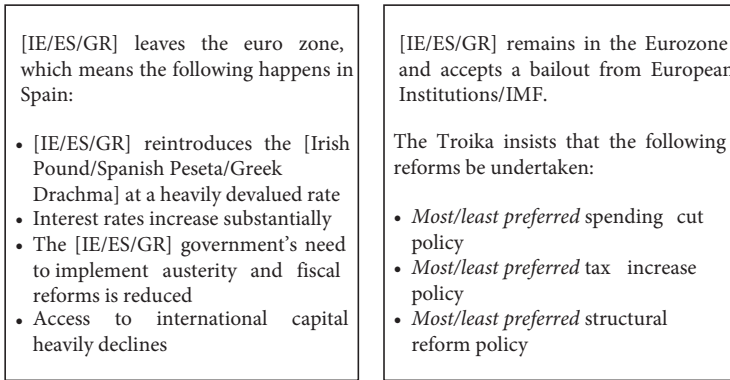 [IE/ES/GR] leaves the euro zone,
which means the following happens in
Spain:
• [IE/ES/GR] reintroduces the [Irish
Pound/Spanish Peseta/Greek
Drachma] at a heavily devalued rate
• Interest rates increase substantially
• The [IE/ES/GR] government's need
to implement austerity and fiscal
reforms is reduced
• Access to international capital
heavily declines
[IE/ES/GR] remains in the Eurozone
and accepts a bailout from European
Institutions/IMF.
The Troika insists that the following
reforms be undertaken:
• Most/least preferred spending cut
policy
• Most/least preferred tax increase
policy
• Most/least preferred structural
reform policy